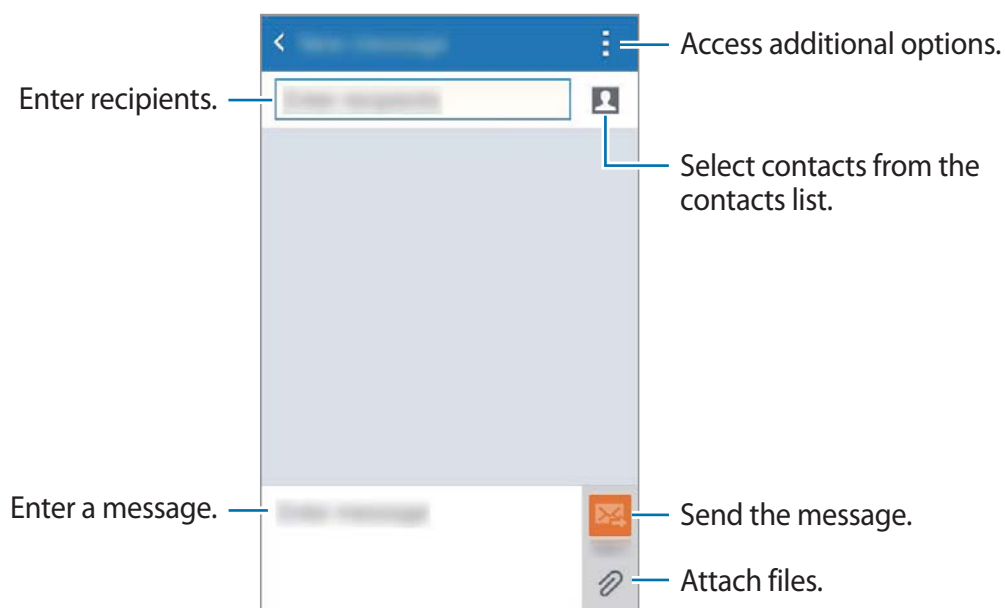 Access additional options.
Enter recipients.
Select contacts from the
contacts list.
Enter a message.
Send the message.
Attach files.